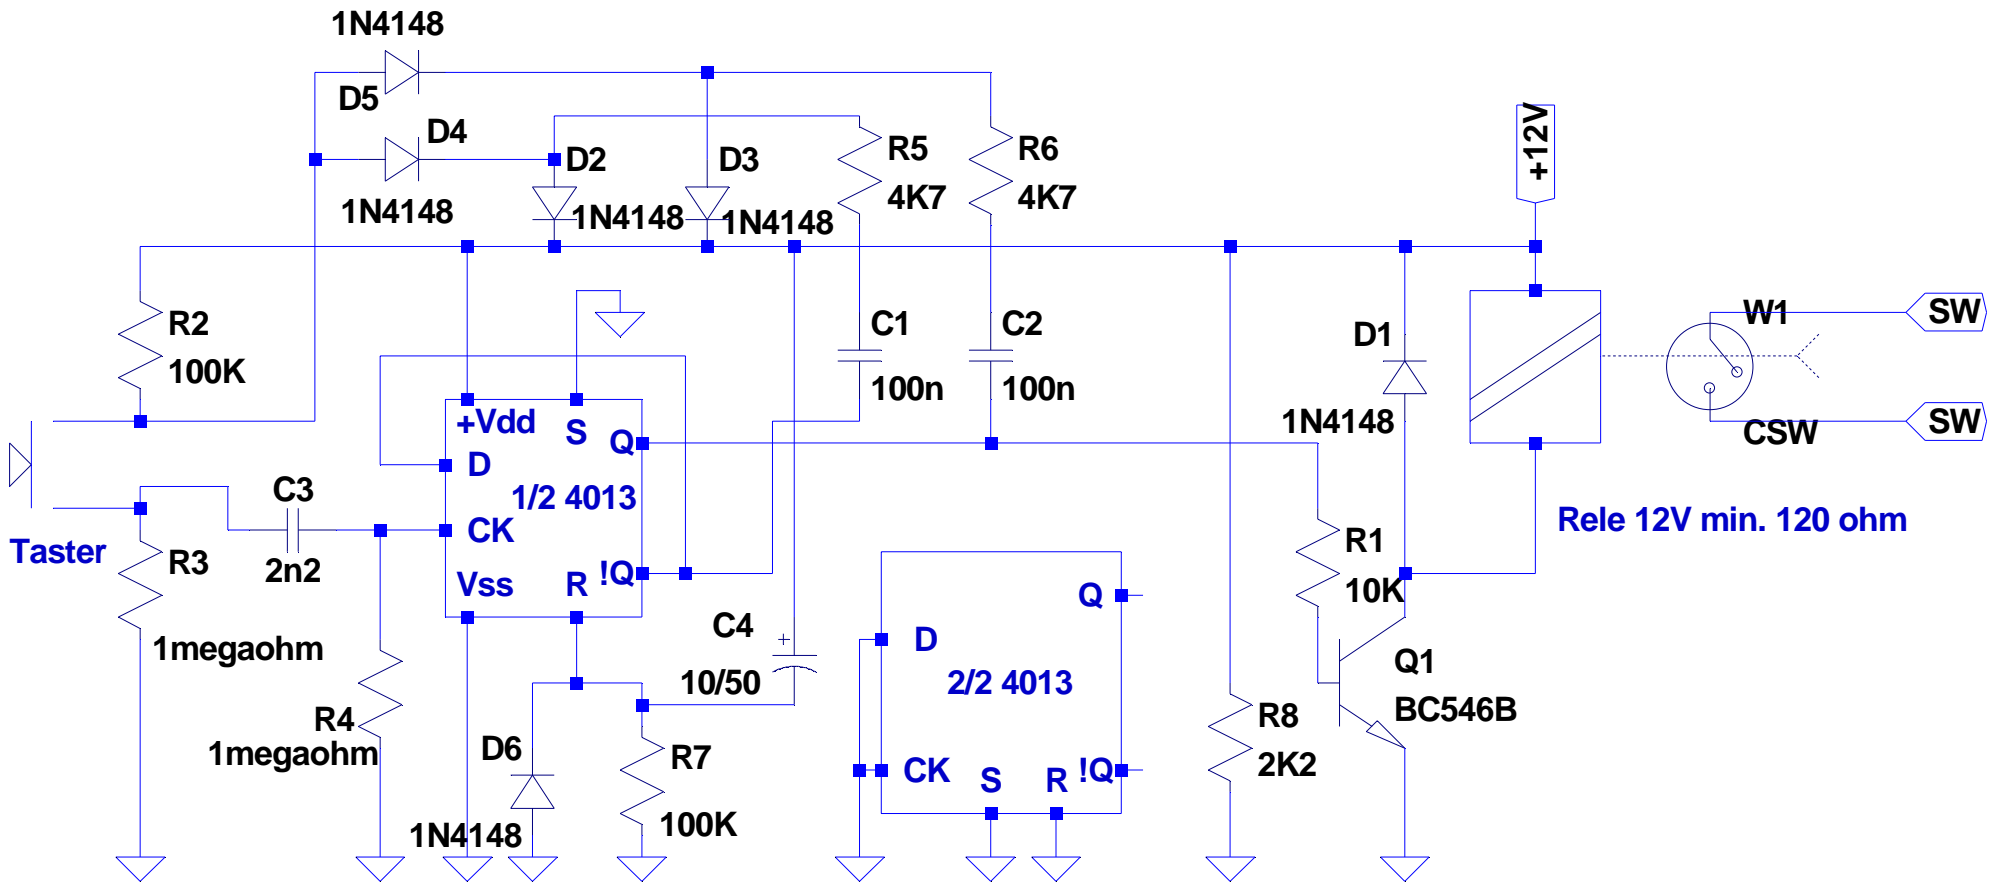 1N4148
D5
D4
1N4148
D2
1N4148
D3
1N4148
R5
4K7
R6
4K7
+12V
R2
100K
C1
100n
C2
100n
D1
1N4148
W1
SW
CSW
SW
+Vdd
S
Q
D
1/2 4013
CK
Vss
R
!Q
Taster
C3
2n2
R3
1megaohm
R4
1megaohm
D6
1N4148
R7
100K
C4
+
10/50
Q
D
2/2 4013
CK
S
R
!Q
R8
2K2
R1
10K
Q1
BC546B
Rele 12V min. 120 ohm